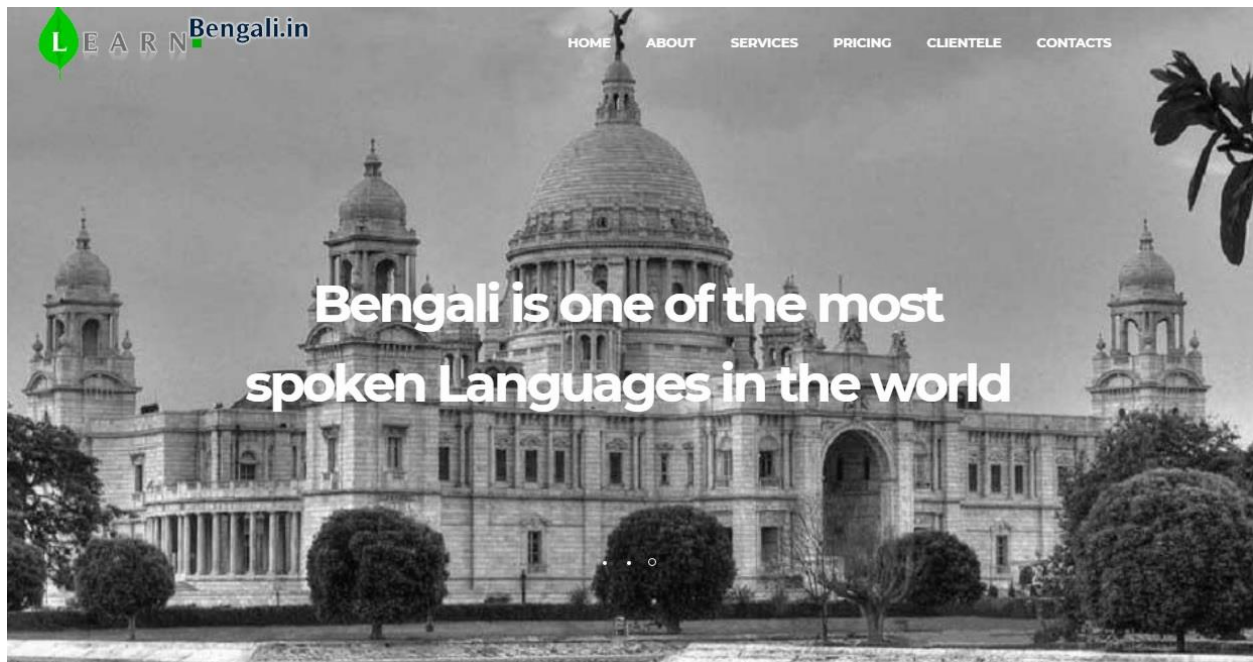 LEARN
Bengali.in
HOME ABOUT SERVICES PRICING CLIENTELE CONTACTS
Bengali is one of the most
spoken Languages in the world